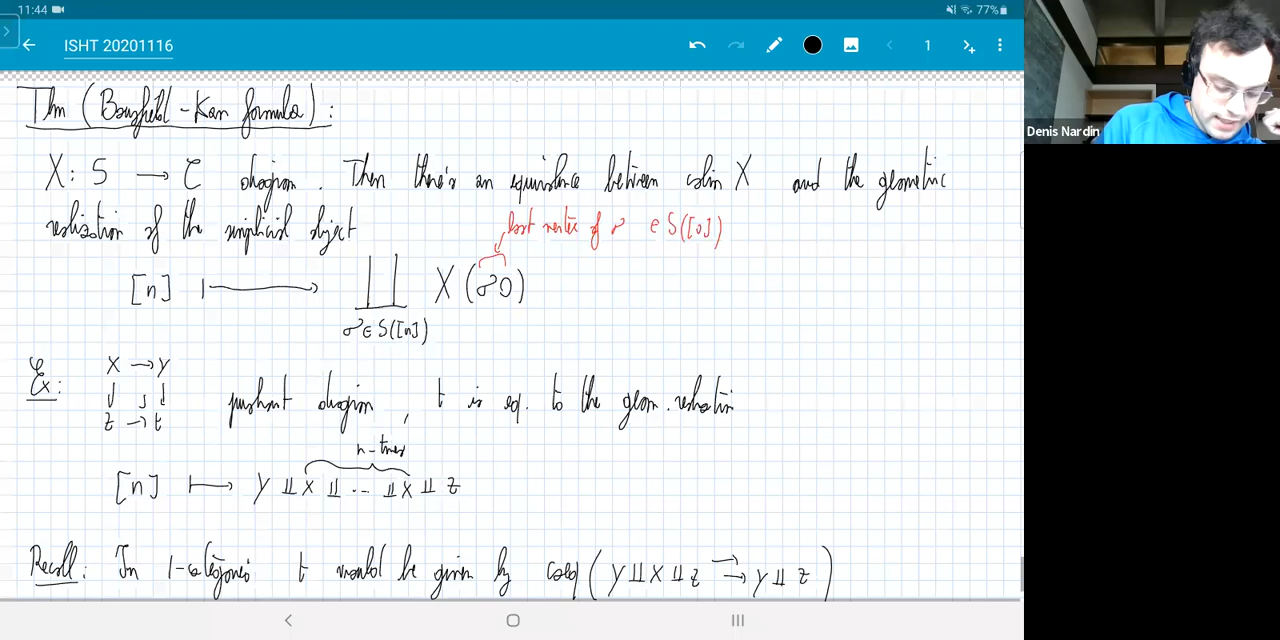 11:44
77%
ISHT 20201116
1
Thm (Bousfield-Kan formula):
X: S → C diagram. Then there's an equivalence between colim X and the geometric
realization of the simplicial object
last vertex of σ ∈ S([0])
[n] ↦ ∐ X(σ0)
σ∈S([n])
Ex: X → Y
↓ ↓
Z → t
pushout diagram, t is eq. to the geom. realization
n-times
[n] ↦ Y ⨿ X ⨿ ... ⨿ X ⨿ Z
Recall: In 1-categories t would be given by coeq (Y ⨿ X ⨿ Z ⇉ Y ⨿ Z)
Denis Nardin